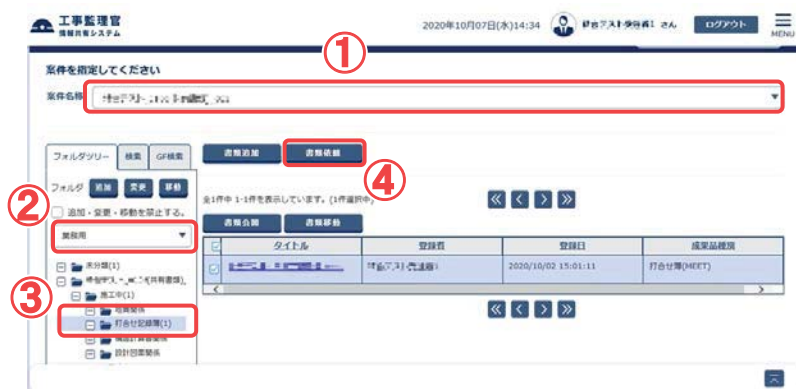 工事監理官
情報共有システム
2020年10月07日(水)14:34
さん
ログアウト
MENU
①
案件を指定してください
案件名称
フォルダツリー
検索
GF検索
書類追加
書類依頼
④
フォルダ
追加
変更
移動
②
追加・変更・移動を禁止する。
全1件中 1-1件を表示しています。(1件選択中)
業務用
書類公開
書類移動
タイトル
登録者
登録日
成果品種別
2020/10/02 15:01:11
打合せ簿(MEET)
未分類(1)
(共有書類)
③
施工中(1)
打合せ記録簿(1)
設計図書関係